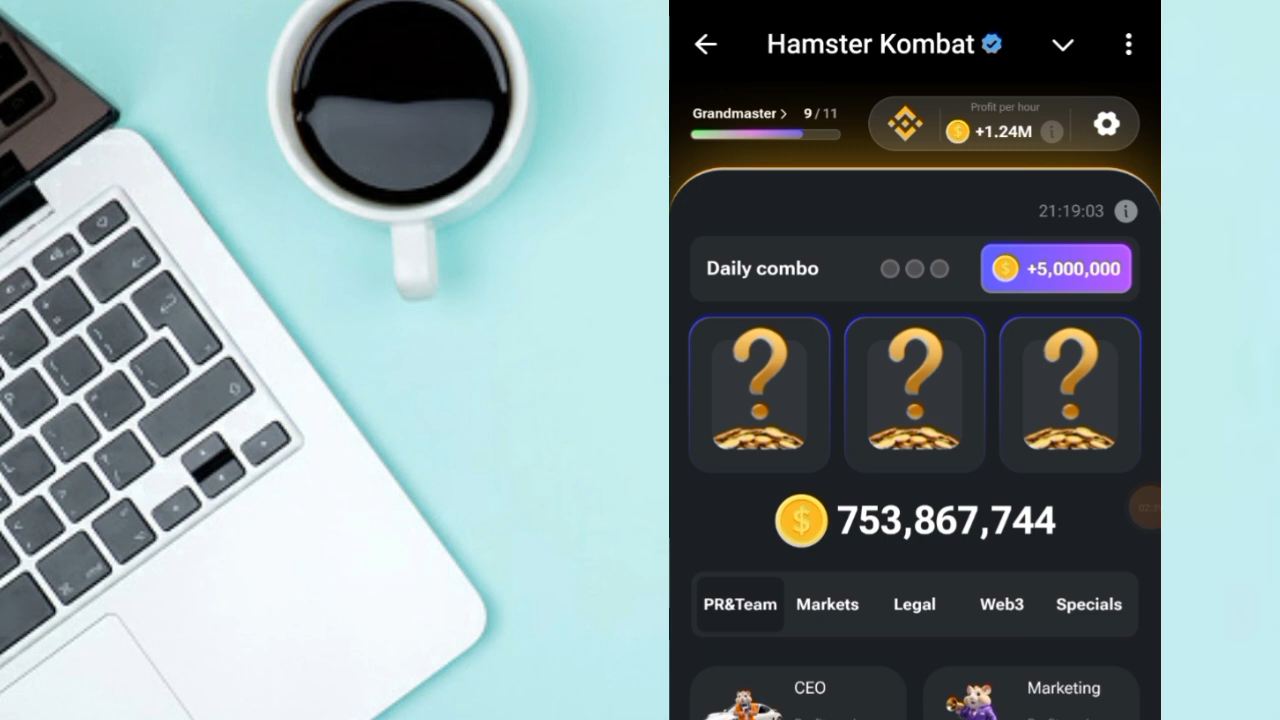 Hamster Kombat
Grandmaster > 9 / 11
Profit per hour
+1.24M
21:19:03
Daily combo
+5,000,000
753,867,744
PR&Team Markets Legal Web3 Specials
CEO
Marketing